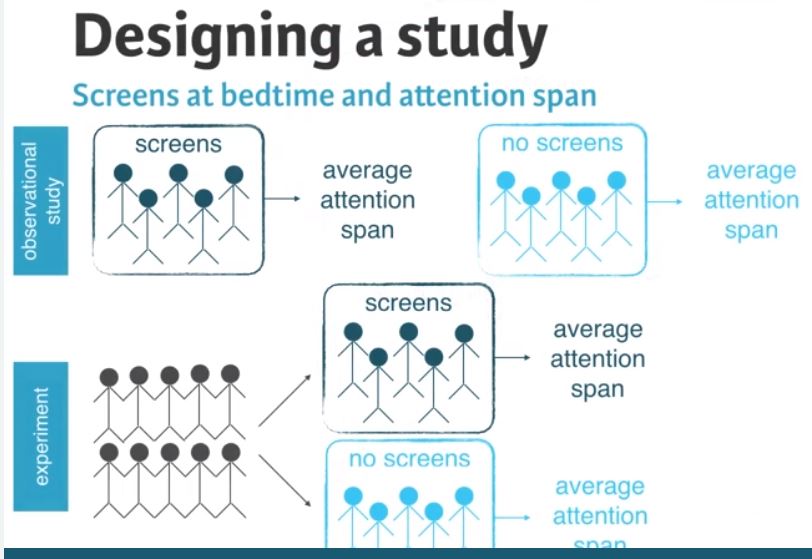 Designing a study
Screens at bedtime and attention span
observational
study
screens
average
attention
span
no screens
average
attention
span
experiment
screens
average
attention
span
no screens
average
attention
span